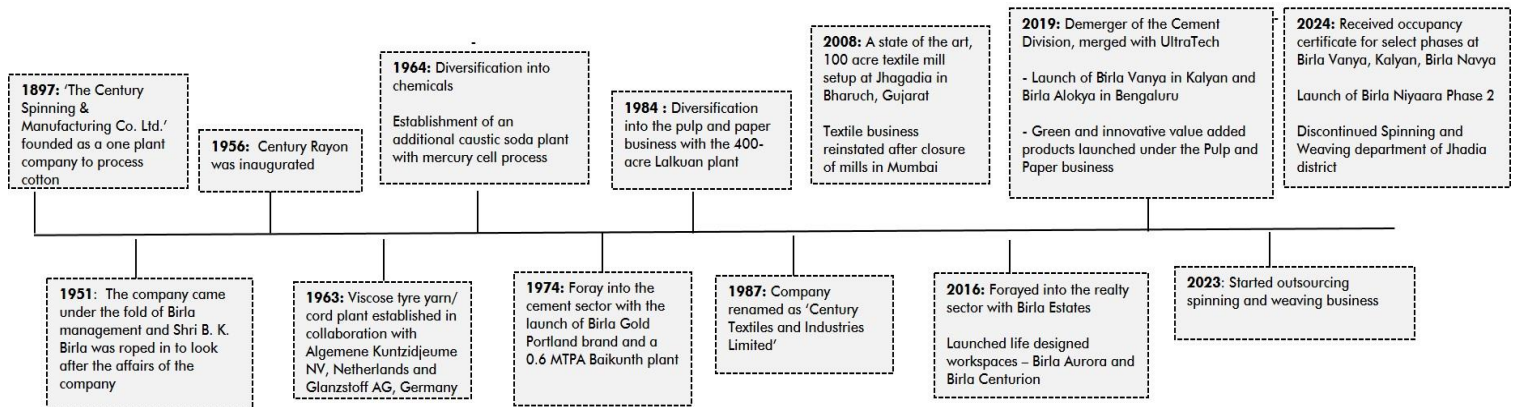 1897: 'The Century
Spinning &
Manufacturing Co. Ltd.'
founded as a one plant
company to process
cotton
1951: The company came
under the fold of Birla
management and Shri B. K.
Birla was roped in to look
after the affairs of the
company
1956: Century Rayon
was inaugurated
1963: Viscose tyre yarn/
cord plant established in
collaboration with
Algemene Kuntzidjeume
NV, Netherlands and
Glanzstoff AG, Germany
1964: Diversification into
chemicals
Establishment of an
additional caustic soda plant
with mercury cell process
1974: Foray into the
cement sector with the
launch of Birla Gold
Portland brand and a
0.6 MTPA Baikunth plant
1984 : Diversification
into the pulp and paper
business with the 400-
acre Lalkuan plant
1987: Company
renamed as 'Century
Textiles and Industries
Limited'
2008: A state of the art,
100 acre textile mill
setup at Jhagadia in
Bharuch, Gujarat
Textile business
reinstated after closure
of mills in Mumbai
2016: Forayed into the realty
sector with Birla Estates
Launched life designed
workspaces – Birla Aurora and
Birla Centurion
2019: Demerger of the Cement
Division, merged with UltraTech
- Launch of Birla Vanya in Kalyan and
Birla Alokya in Bengaluru
- Green and innovative value added
products launched under the Pulp and
Paper business
2023: Started outsourcing
spinning and weaving business
2024: Received occupancy
certificate for select phases at
Birla Vanya, Kalyan, Birla Navya
Launch of Birla Niyaara Phase 2
Discontinued Spinning and
Weaving department of Jhadia
district